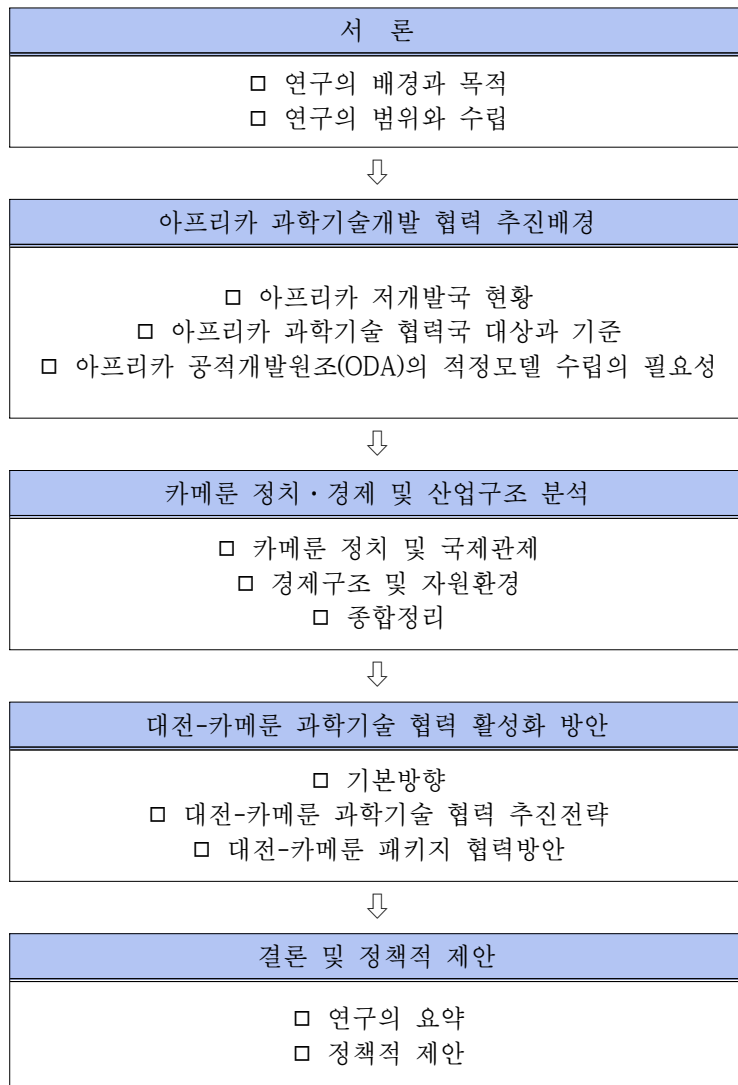 서 론
□ 연구의 배경과 목적
□ 연구의 범위와 수립
⇩
아프리카 과학기술개발 협력 추진배경
□ 아프리카 저개발국 현황
□ 아프리카 과학기술 협력국 대상과 기준
□ 아프리카 공적개발원조(ODA)의 적정모델 수립의 필요성
⇩
카메룬 정치・경제 및 산업구조 분석
□ 카메룬 정치 및 국제관제
□ 경제구조 및 자원환경
□ 종합정리
⇩
대전-카메룬 과학기술 협력 활성화 방안
□ 기본방향
□ 대전-카메룬 과학기술 협력 추진전략
□ 대전-카메룬 패키지 협력방안
⇩
결론 및 정책적 제안
□ 연구의 요약
□ 정책적 제안